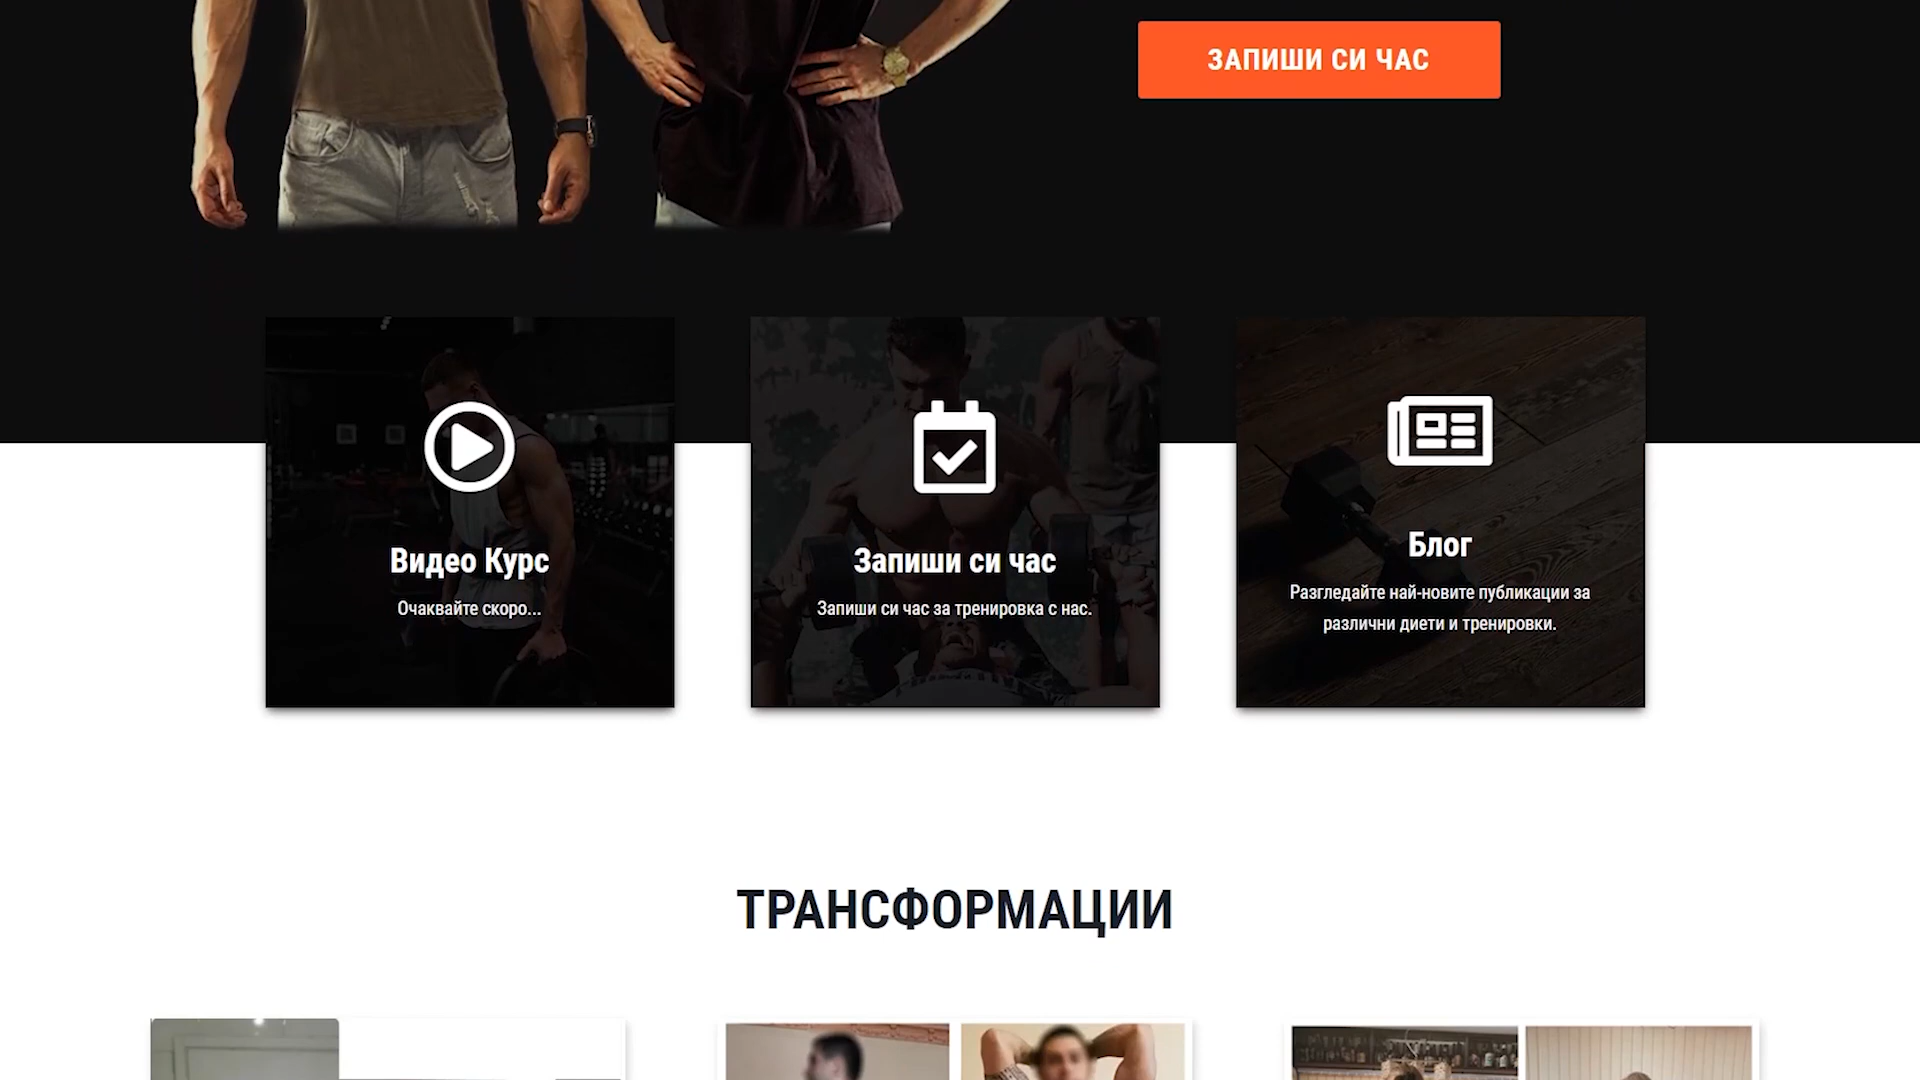 ЗАПИШИ СИ ЧАС
Видео Курс
Очаквайте скоро...
Запиши си час
Запиши си час за тренировка с нас.
Блог
Разгледайте най-новите публикации за
различни диети и тренировки.
ТРАНСФОРМАЦИИ